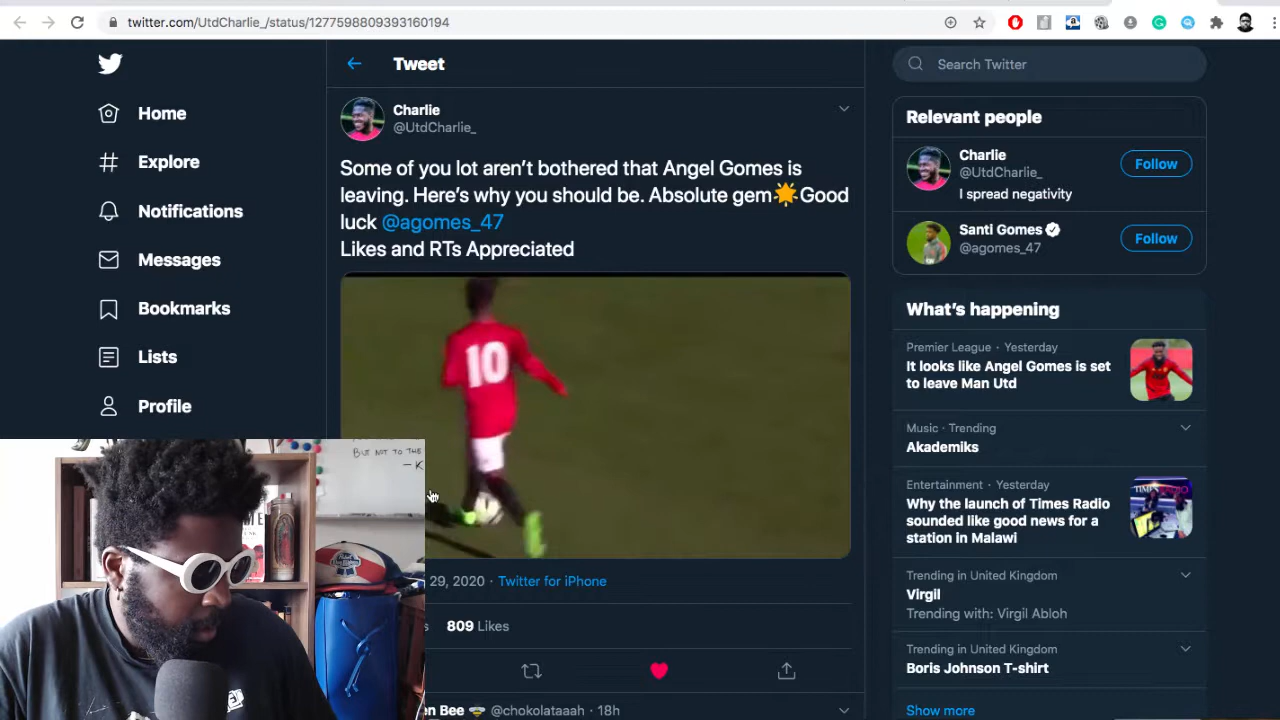 twitter.com/UtdCharlie_/status/1277598809393160194
Home
Explore
Notifications
Messages
Bookmarks
Lists
Profile
Tweet
Charlie
@UtdCharlie_
Some of you lot aren’t bothered that Angel Gomes is
leaving. Here’s why you should be. Absolute gem🌟Good
luck @agomes_47
Likes and RTs Appreciated
10
29, 2020 · Twitter for iPhone
809 Likes
en Bee 🐝 @chokolataaah · 18h
Search Twitter
Relevant people
Charlie
@UtdCharlie_
Follow
I spread negativity
Santi Gomes
@agomes_47
Follow
What’s happening
Premier League · Yesterday
It looks like Angel Gomes is set
to leave Man Utd
Music · Trending
Akademiks
Entertainment · Yesterday
Why the launch of Times Radio
sounded like good news for a
station in Malawi
Trending in United Kingdom
Virgil
Trending with: Virgil Abloh
Trending in United Kingdom
Boris Johnson T-shirt
Show more
BUT NOT TO THE
– K